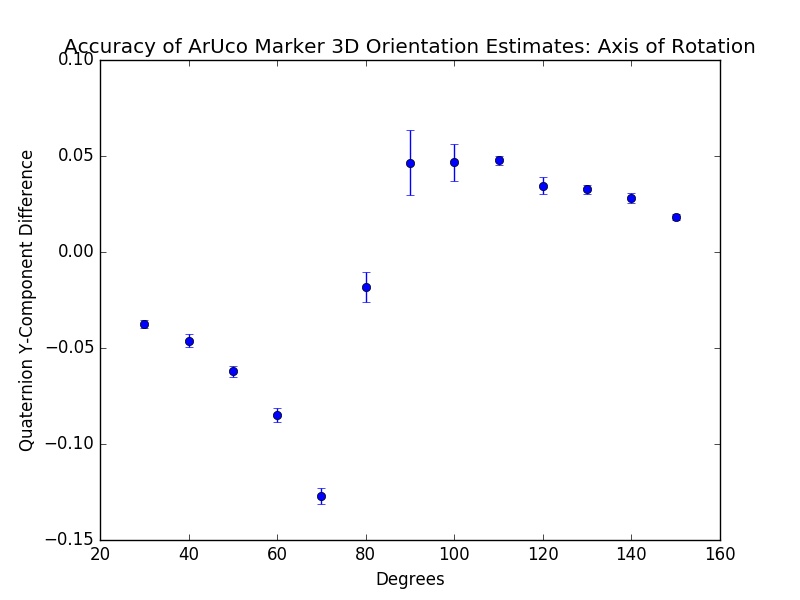 Accuracy of ArUco Marker 3D Orientation Estimates: Axis of Rotation
0.10
0.05
0.00
−0.05
−0.10
−0.15
Quaternion Y-Component Difference
20 40 60 80 100 120 140 160
Degrees